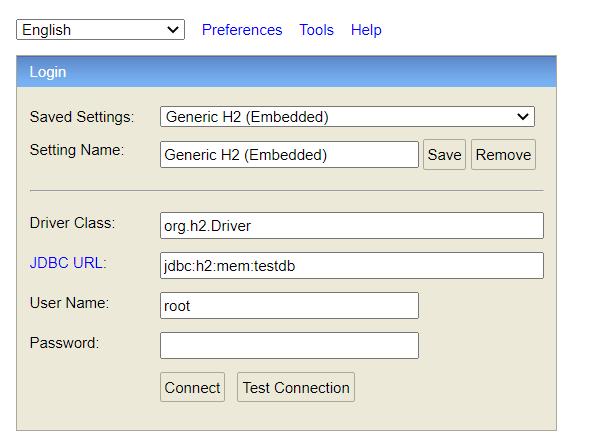 English Preferences Tools Help
Login
Saved Settings: Generic H2 (Embedded)
Setting Name: Generic H2 (Embedded) Save Remove
Driver Class: org.h2.Driver
JDBC URL: jdbc:h2:mem:testdb
User Name: root
Password:
Connect Test Connection